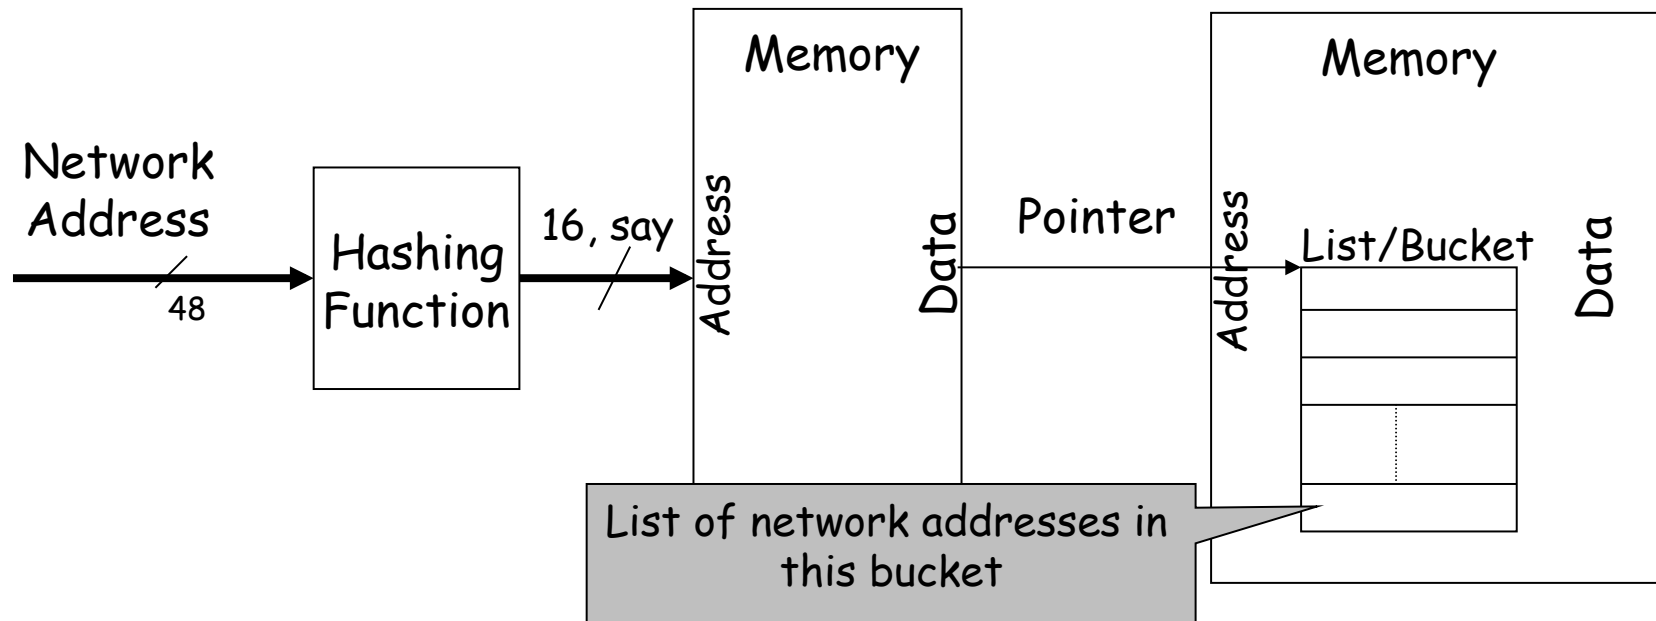 Network
Address
48
Hashing
Function
16, say
Memory
Address
Data
Pointer
Memory
Address
List/Bucket
Data
List of network addresses in
this bucket